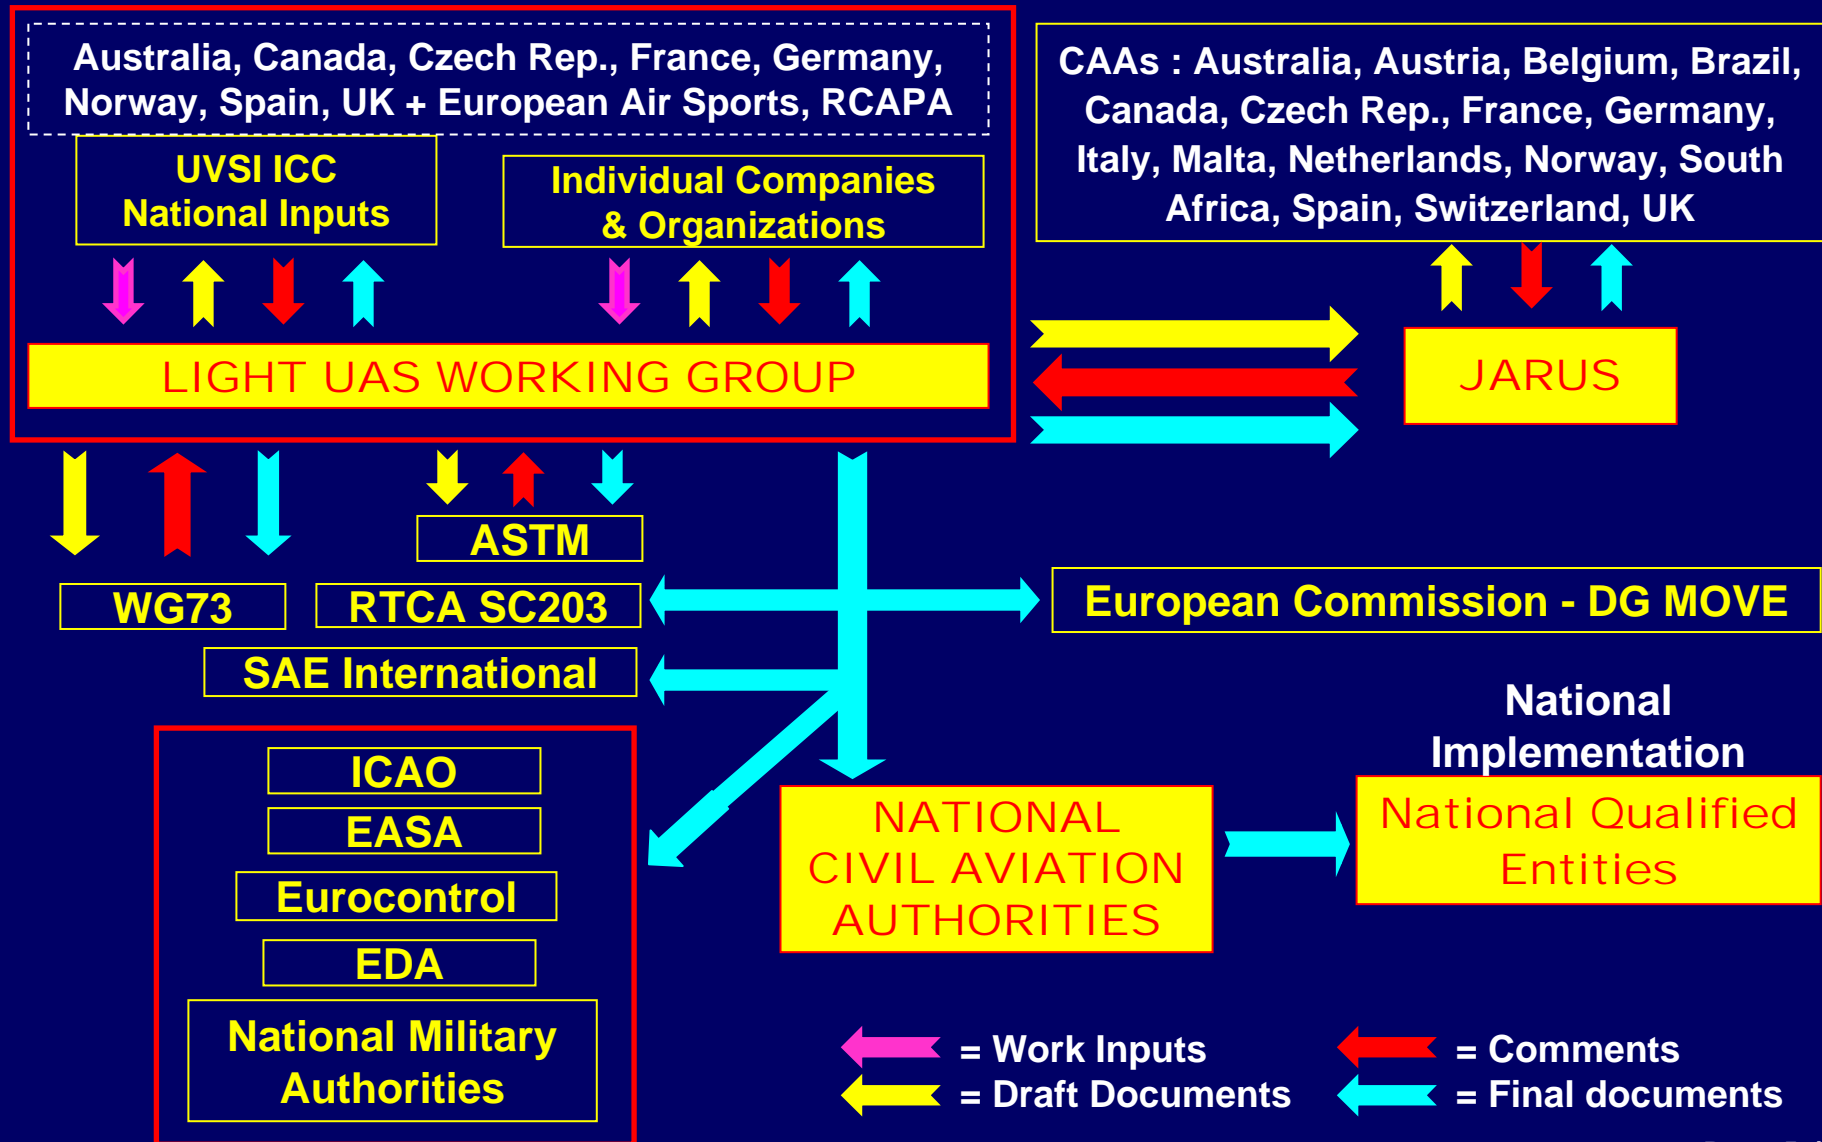 Australia, Canada, Czech Rep., France, Germany,
Norway, Spain, UK + European Air Sports, RCAPA
UVSI ICC
National Inputs
Individual Companies
& Organizations
LIGHT UAS WORKING GROUP
CAAs : Australia, Austria, Belgium, Brazil,
Canada, Czech Rep., France, Germany,
Italy, Malta, Netherlands, Norway, South
Africa, Spain, Switzerland, UK
JARUS
ASTM
WG73
RTCA SC203
European Commission - DG MOVE
SAE International
ICAO
EASA
Eurocontrol
EDA
National Military
Authorities
NATIONAL
CIVIL AVIATION
AUTHORITIES
National
Implementation
National Qualified
Entities
= Work Inputs
= Draft Documents
= Comments
= Final documents